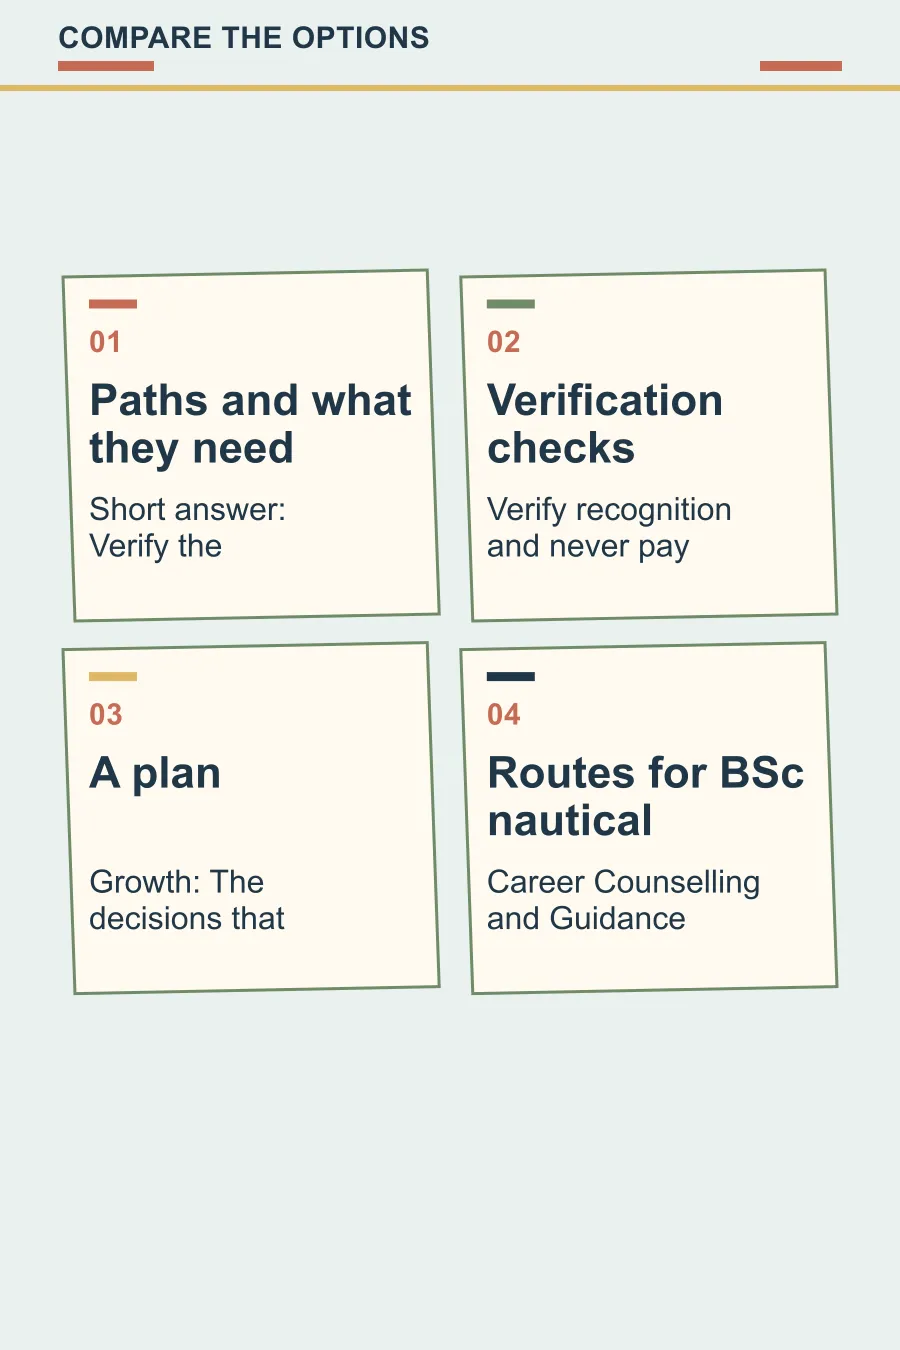 COMPARE THE OPTIONS
01
Paths and what
they need
Short answer:
Verify the
02
Verification
checks
Verify recognition
and never pay
03
A plan
Growth: The
decisions that
04
Routes for BSc
nautical
Career Counselling
and Guidance